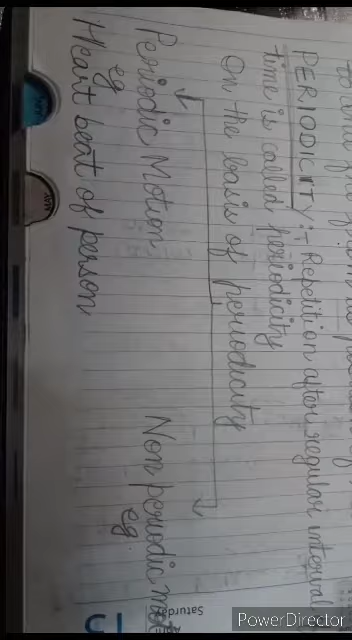 PERIODICITY :- Repetition after regular interval
time is called periodicity
On the basis of periodicity
Periodic Motion
Non periodic
eg
eg.
Heart beat of person
Saturday
PowerDirector